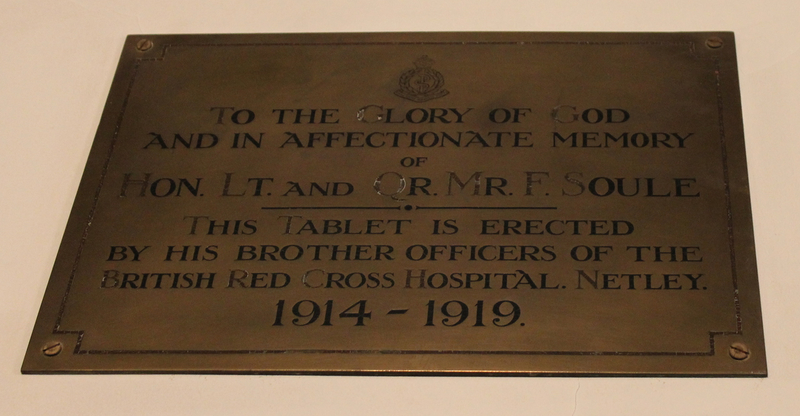 To the Glory of God
and in affectionate memory
of
Hon. Lt. and Qr. Mr. F. Soule
This Tablet is erected
by his brother officers of the
British Red Cross Hospital. Netley.
1914 - 1919.